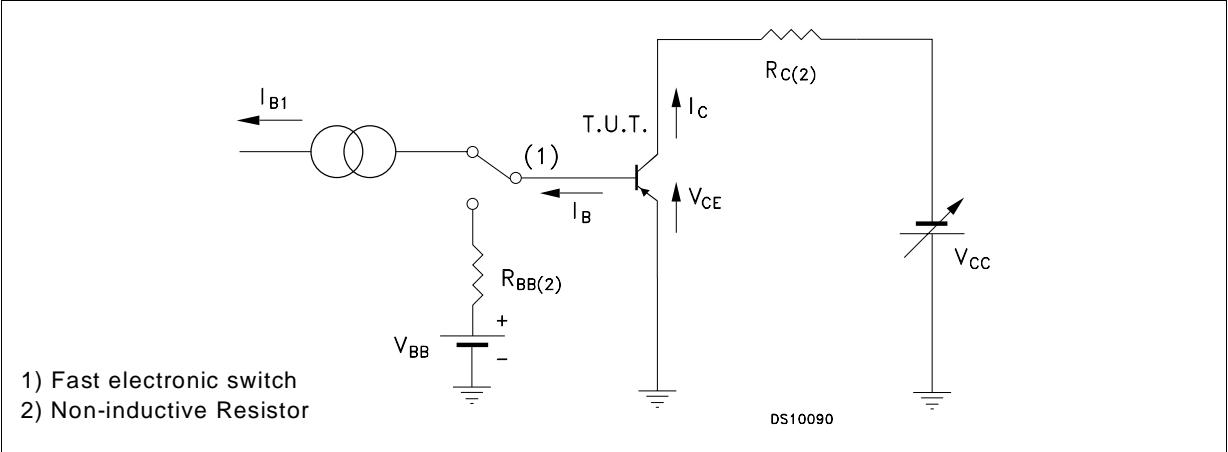 R_C(2)
I_B1
I_C
T.U.T.
(1)
V_CE
I_B
V_CC
R_BB(2)
+
V_BB
−
1) Fast electronic switch
2) Non-inductive Resistor
DS10090